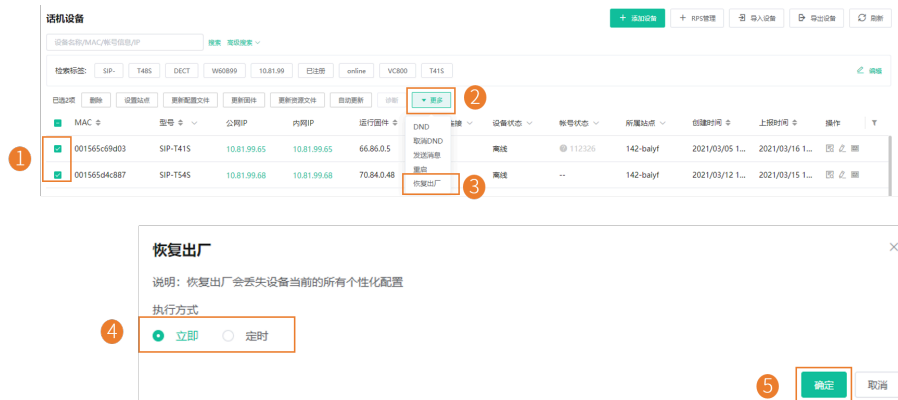 话机设备
+ 添加设备 + RPS管理 导入设备 导出设备 刷新
设备名称/MAC/帐号信息/IP 搜索 高级搜索
检索标签: SIP- T48S DECT W60B99 10.81.99 已注册 online VC800 T41S 编辑
已选2项 删除 设置站点 更新配置文件 更新固件 更新资源文件 自动更新 诊断 更多 2
MAC 型号 公网IP 内网IP 运行固件 连接 设备状态 帐号状态 所属站点 创建时间 上报时间 操作
DND
1 001565c69d03 SIP-T41S 10.81.99.65 10.81.99.65 66.86.0.5 离线 112326 142-balyf 2021/03/05 1... 2021/03/16 1...
取消DND
发送消息
重启
001565d4c887 SIP-T54S 10.81.99.68 10.81.99.68 70.84.0.48 离线 -- 142-balyf 2021/03/12 1... 2021/03/15 1...
恢复出厂 3
恢复出厂 ×
说明：恢复出厂会丢失设备当前的所有个性化配置
执行方式
4 立即 定时
5 确定 取消